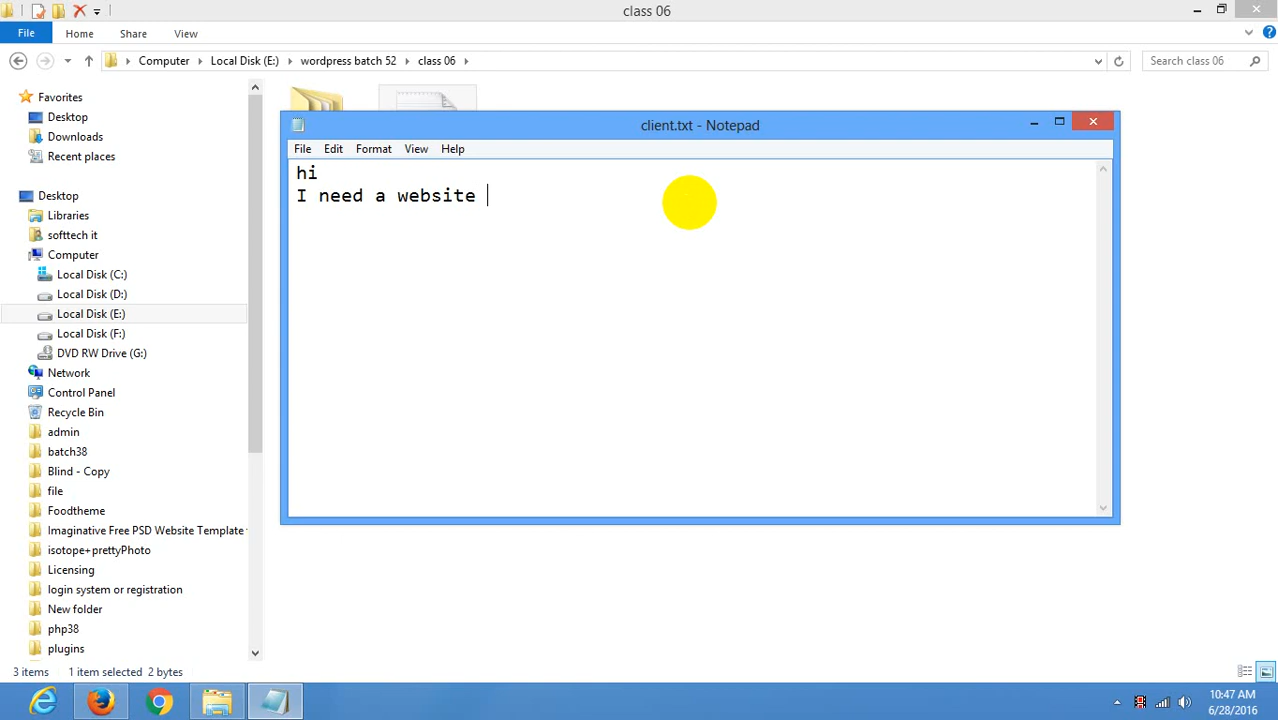 class 06
File Home Share View
Computer Local Disk (E:) wordpress batch 52 class 06
Search class 06
Favorites
Desktop
Downloads
Recent places
Desktop
Libraries
softtech it
Computer
Local Disk (C:)
Local Disk (D:)
Local Disk (E:)
Local Disk (F:)
DVD RW Drive (G:)
Network
Control Panel
Recycle Bin
admin
batch38
Blind - Copy
file
Foodtheme
Imaginative Free PSD Website Template
isotope+prettyPhoto
Licensing
login system or registration
New folder
php38
plugins
client.txt - Notepad
File Edit Format View Help
hi
I need a website
3 items 1 item selected 2 bytes
10:47 AM
6/28/2016